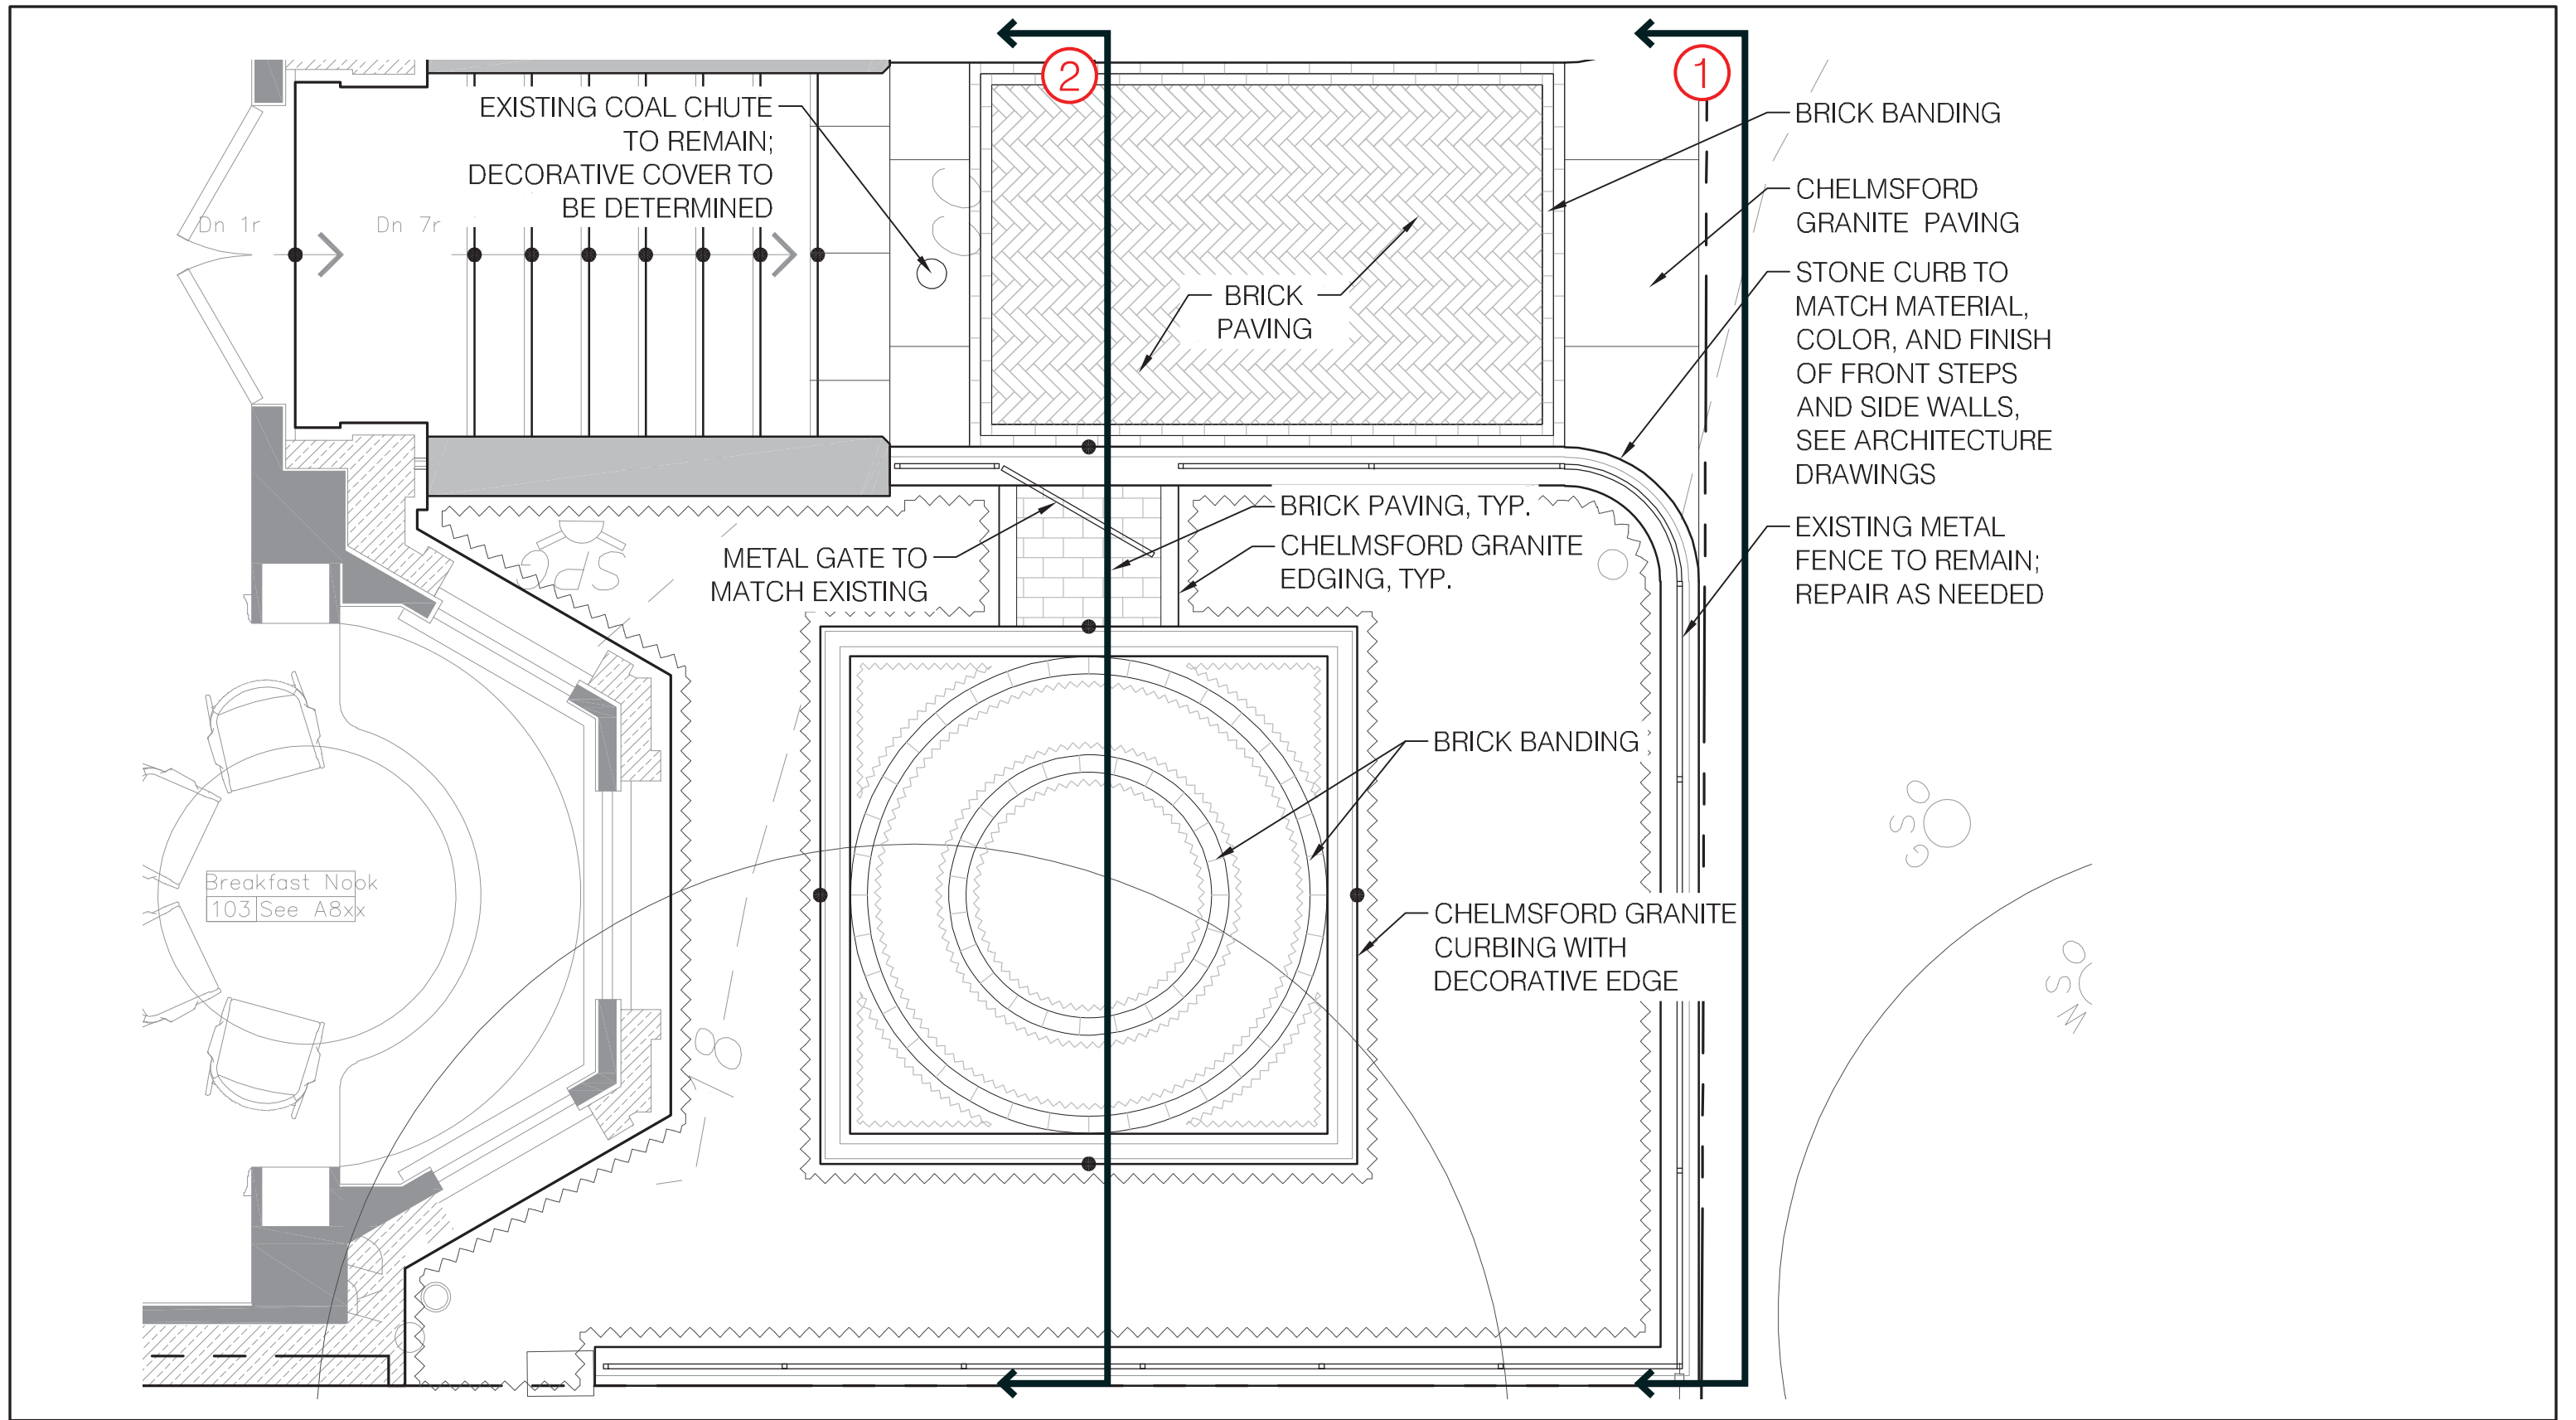 2
1
EXISTING COAL CHUTE
TO REMAIN;
DECORATIVE COVER TO
BE DETERMINED
Dn 1r
Dn 7r
BRICK
PAVING
BRICK BANDING
CHELMSFORD
GRANITE PAVING
STONE CURB TO
MATCH MATERIAL,
COLOR, AND FINISH
OF FRONT STEPS
AND SIDE WALLS,
SEE ARCHITECTURE
DRAWINGS
EXISTING METAL
FENCE TO REMAIN;
REPAIR AS NEEDED
METAL GATE TO
MATCH EXISTING
BRICK PAVING, TYP.
CHELMSFORD GRANITE
EDGING, TYP.
BRICK BANDING
CHELMSFORD GRANITE
CURBING WITH
DECORATIVE EDGE
Breakfast Nook
103 See A8xx
8
GSO